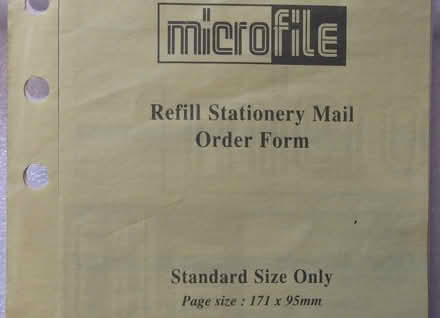 microfile
Refill Stationery Mail
Order Form
Standard Size Only
Page size : 171 x 95mm